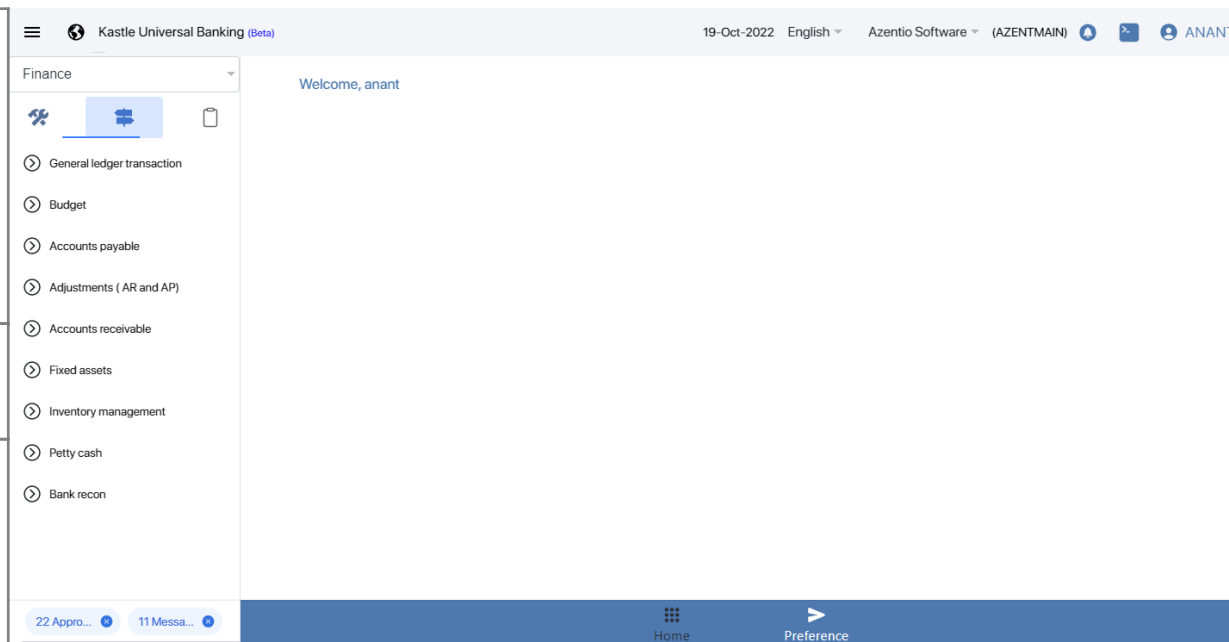 Kastle Universal Banking (Beta)
19-Oct-2022 English Azentio Software (AZENTMAIN) ANANT
Finance
Welcome, anant
General ledger transaction
Budget
Accounts payable
Adjustments ( AR and AP)
Accounts receivable
Fixed assets
Inventory management
Petty cash
Bank recon
22 Appro... 11 Messa...
Home Preference